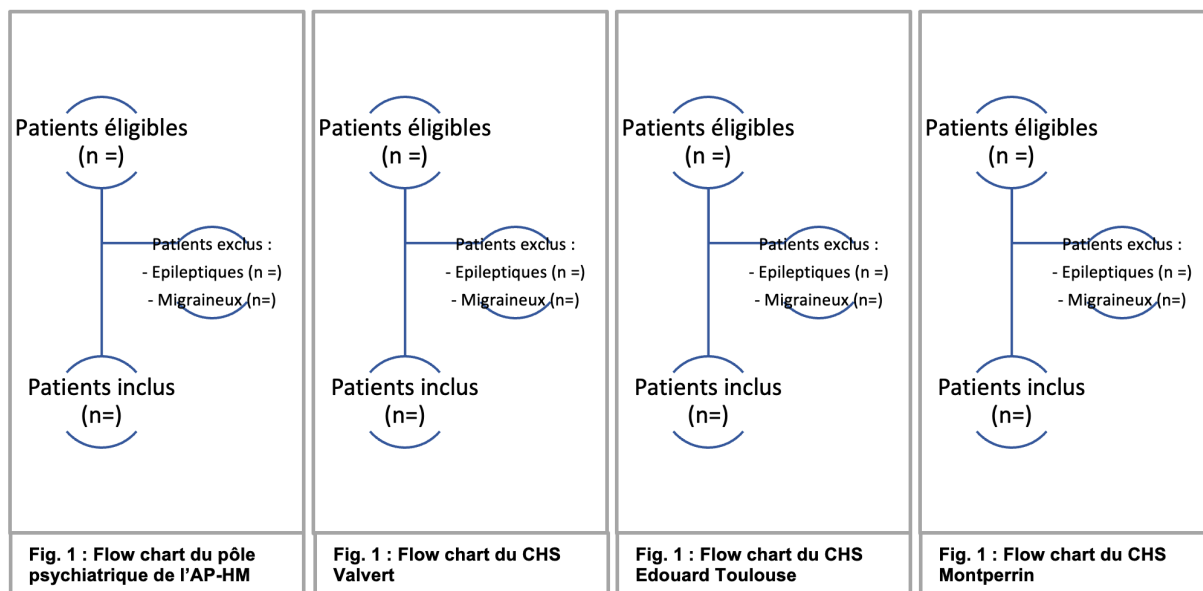 Patients éligibles
(n =)
Patients exclus :
- Epileptiques (n =)
- Migraineux (n=)
Patients inclus
(n=)
Fig. 1 : Flow chart du pôle
psychiatrique de l'AP-HM
Patients éligibles
(n =)
Patients exclus :
- Epileptiques (n =)
- Migraineux (n=)
Patients inclus
(n=)
Fig. 1 : Flow chart du CHS
Valvert
Patients éligibles
(n =)
Patients exclus :
- Epileptiques (n =)
- Migraineux (n=)
Patients inclus
(n=)
Fig. 1 : Flow chart du CHS
Edouard Toulouse
Patients éligibles
(n =)
Patients exclus :
- Epileptiques (n =)
- Migraineux (n=)
Patients inclus
(n=)
Fig. 1 : Flow chart du CHS
Montperrin